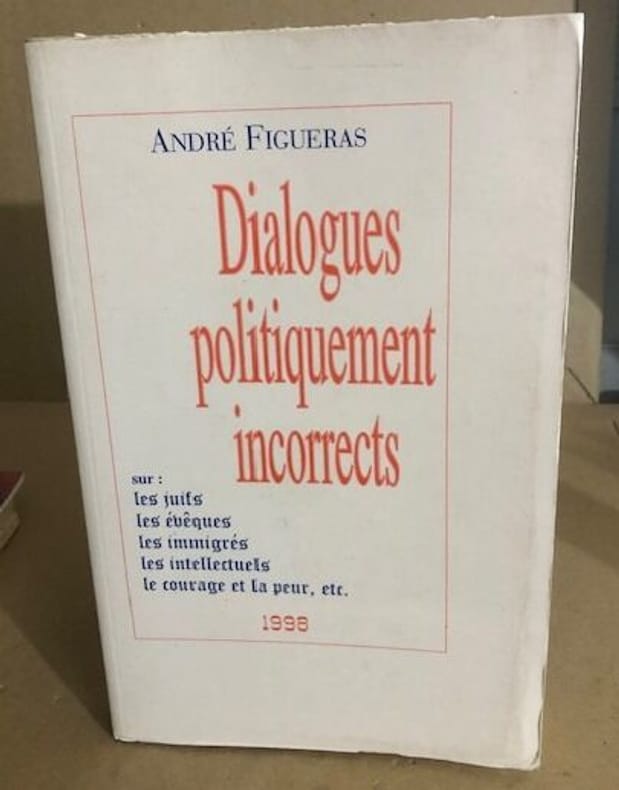 ANDRÉ FIGUERAS
Dialogues
politiquement
incorrects
sur :
les juifs
les évêques
les immigrés
les intellectuels
le courage et la peur, etc.
1998